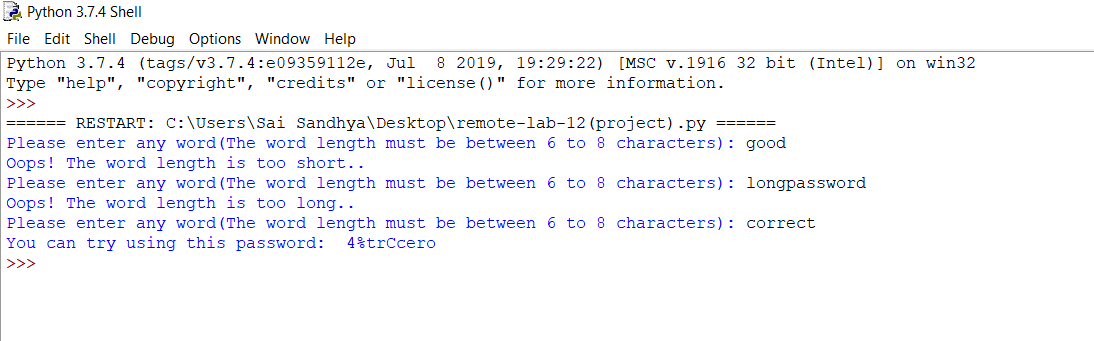 Python 3.7.4 Shell
File Edit Shell Debug Options Window Help
Python 3.7.4 (tags/v3.7.4:e09359112e, Jul  8 2019, 19:29:22) [MSC v.1916 32 bit (Intel)] on win32
Type "help", "copyright", "credits" or "license()" for more information.
>>>
====== RESTART: C:\Users\Sai Sandhya\Desktop\remote-lab-12(project).py ======
Please enter any word(The word length must be between 6 to 8 characters): good
Oops! The word length is too short..
Please enter any word(The word length must be between 6 to 8 characters): longpassword
Oops! The word length is too long..
Please enter any word(The word length must be between 6 to 8 characters): correct
You can try using this password:  4%trCcero
>>>